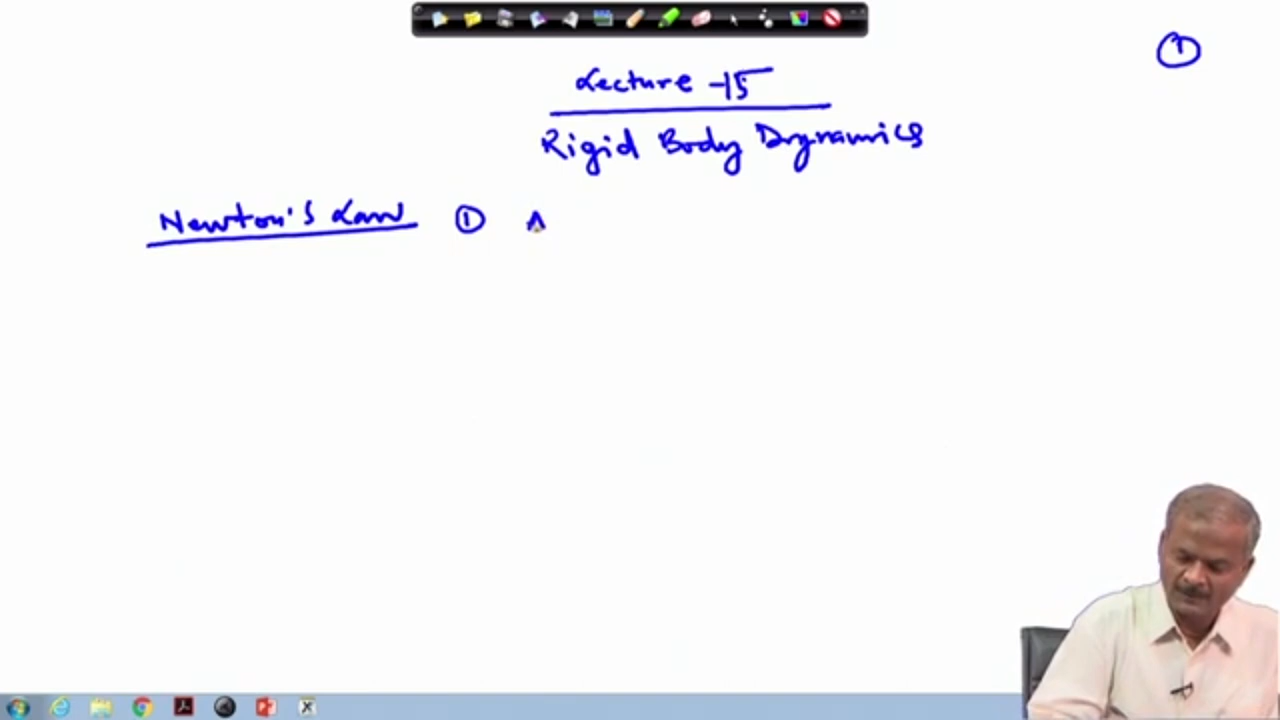 ①
Lecture -15
Rigid Body Dynamics
Newton's Law ① A